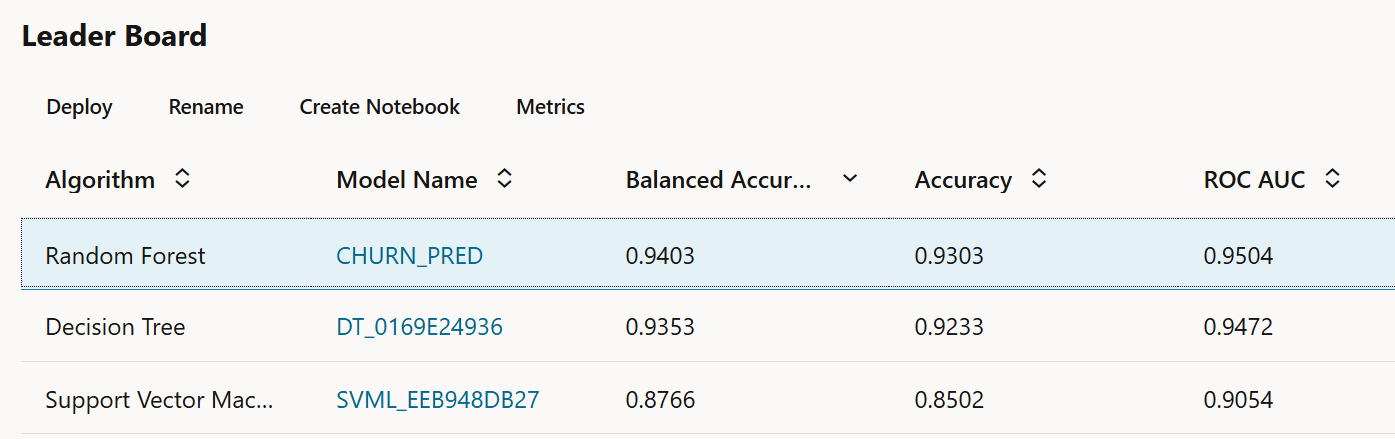 Leader Board
Deploy Rename Create Notebook Metrics
Algorithm Model Name Balanced Accur... Accuracy ROC AUC
Random Forest CHURN_PRED 0.9403 0.9303 0.9504
Decision Tree DT_0169E24936 0.9353 0.9233 0.9472
Support Vector Mac... SVML_EEB948DB27 0.8766 0.8502 0.9054